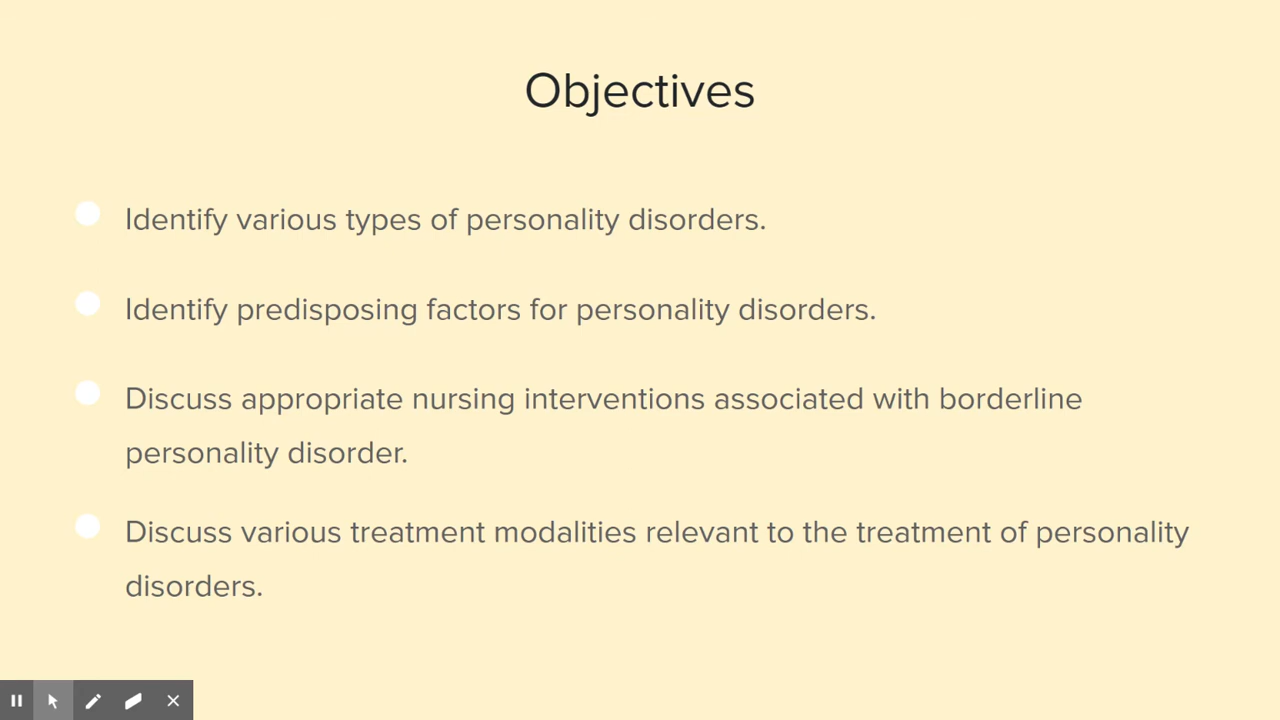 Objectives
Identify various types of personality disorders.
Identify predisposing factors for personality disorders.
Discuss appropriate nursing interventions associated with borderline
personality disorder.
Discuss various treatment modalities relevant to the treatment of personality
disorders.